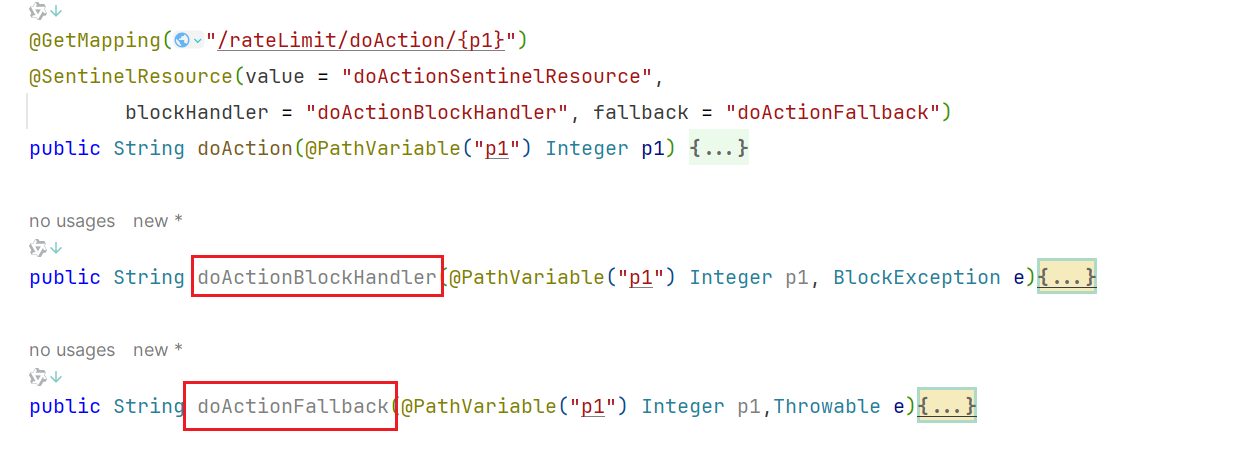 @GetMapping("/rateLimit/doAction/{p1}")
@SentinelResource(value = "doActionSentinelResource",
        blockHandler = "doActionBlockHandler", fallback = "doActionFallback")
public String doAction(@PathVariable("p1") Integer p1) {...}
no usages   new *
public String doActionBlockHandler(@PathVariable("p1") Integer p1, BlockException e){...}
no usages   new *
public String doActionFallback(@PathVariable("p1") Integer p1,Throwable e){...}